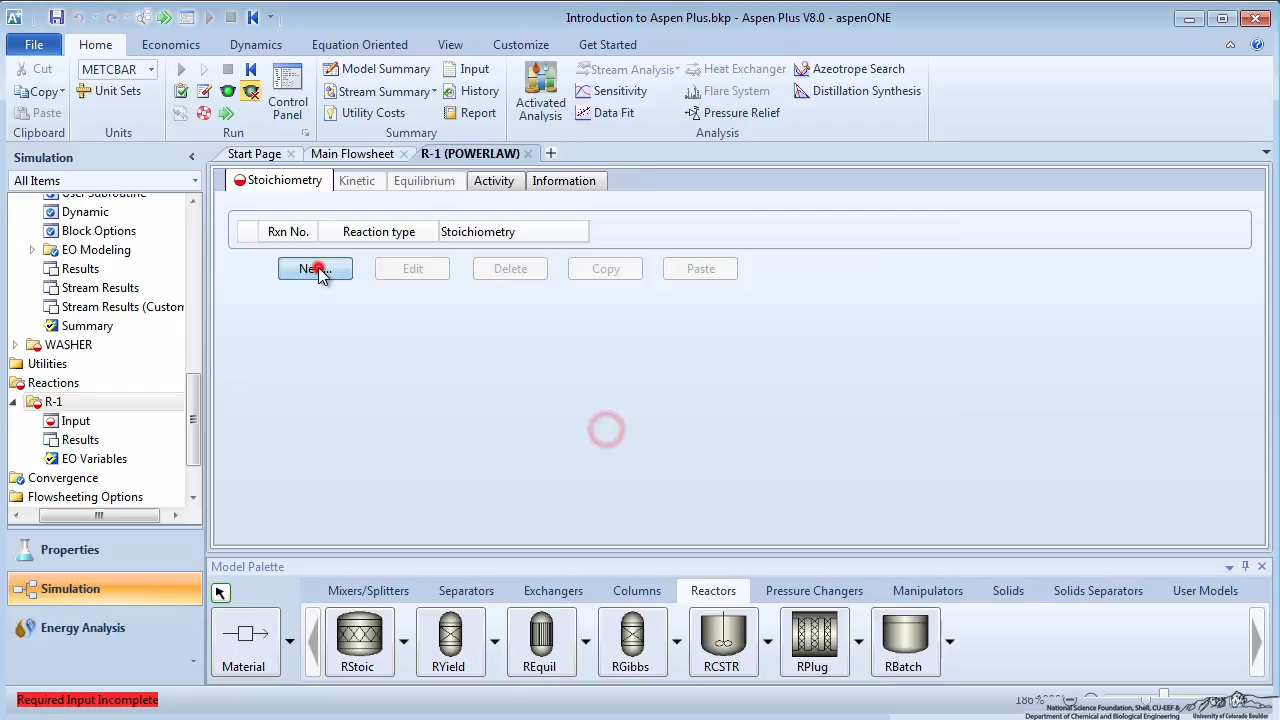 Introduction to Aspen Plus.bkp - Aspen Plus V8.0 - aspenONE
File Home Economics Dynamics Equation Oriented View Customize Get Started
Cut METCBAR Model Summary Input Stream Analysis Heat Exchanger Azeotrope Search
Copy Unit Sets Stream Summary History Sensitivity Flare System Distillation Synthesis
Paste Control Panel Utility Costs Report Activated Analysis Data Fit Pressure Relief
Clipboard Units Run Summary Analysis
Simulation Start Page Main Flowsheet R-1 (POWERLAW)
All Items Stoichiometry Kinetic Equilibrium Activity Information
User Subroutine
Dynamic
Block Options Rxn No. Reaction type Stoichiometry
EO Modeling
Results Edit Delete Copy Paste
Stream Results
Stream Results (Custom
Summary
WASHER
Utilities
Reactions
R-1
Input
Results
EO Variables
Convergence
Flowsheeting Options
Properties
Model Palette
Simulation Mixers/Splitters Separators Exchangers Columns Reactors Pressure Changers Manipulators Solids Solids Separators User Models
Energy Analysis
Material RStoic RYield REquil RGibbs RCSTR RPlug RBatch
Required Input Incomplete
National Science Foundation, Shell, CU-EEF &
Department of Chemical and Biological Engineering University of Colorado Boulder